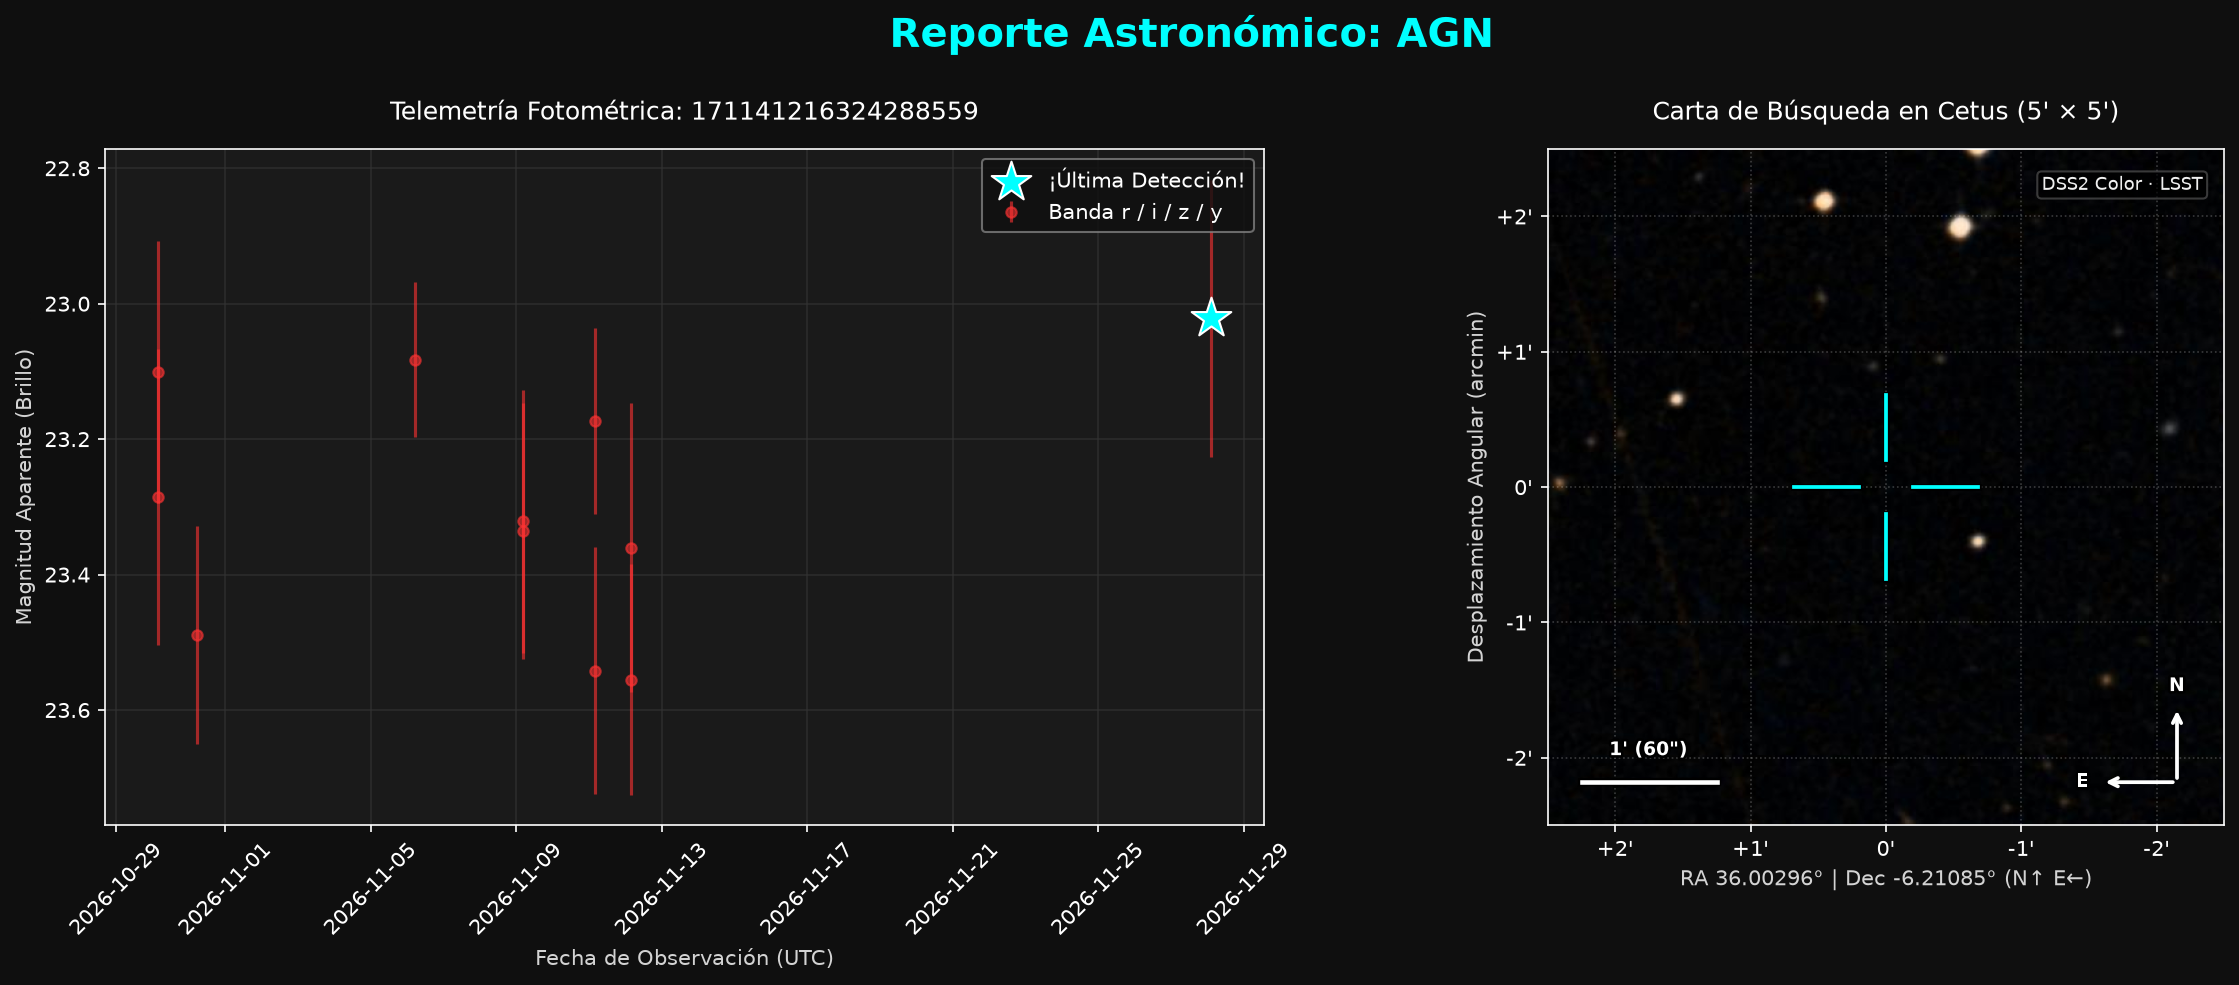 Reporte Astronómico: AGN
Telemetría Fotométrica: 171141216324288559
Magnitud Aparente (Brillo)
22.8
23.0
23.2
23.4
23.6
¡Última Detección!
Banda r / i / z / y
2026-10-29
2026-11-01
2026-11-05
2026-11-09
2026-11-13
2026-11-17
2026-11-21
2026-11-25
2026-11-29
Fecha de Observación (UTC)
Carta de Búsqueda en Cetus (5' × 5')
Desplazamiento Angular (arcmin)
+2'
+1'
0'
-1'
-2'
DSS2 Color · LSST
N
E
1' (60")
+2'
+1'
0'
-1'
-2'
RA 36.00296° | Dec -6.21085° (N↑ E←)